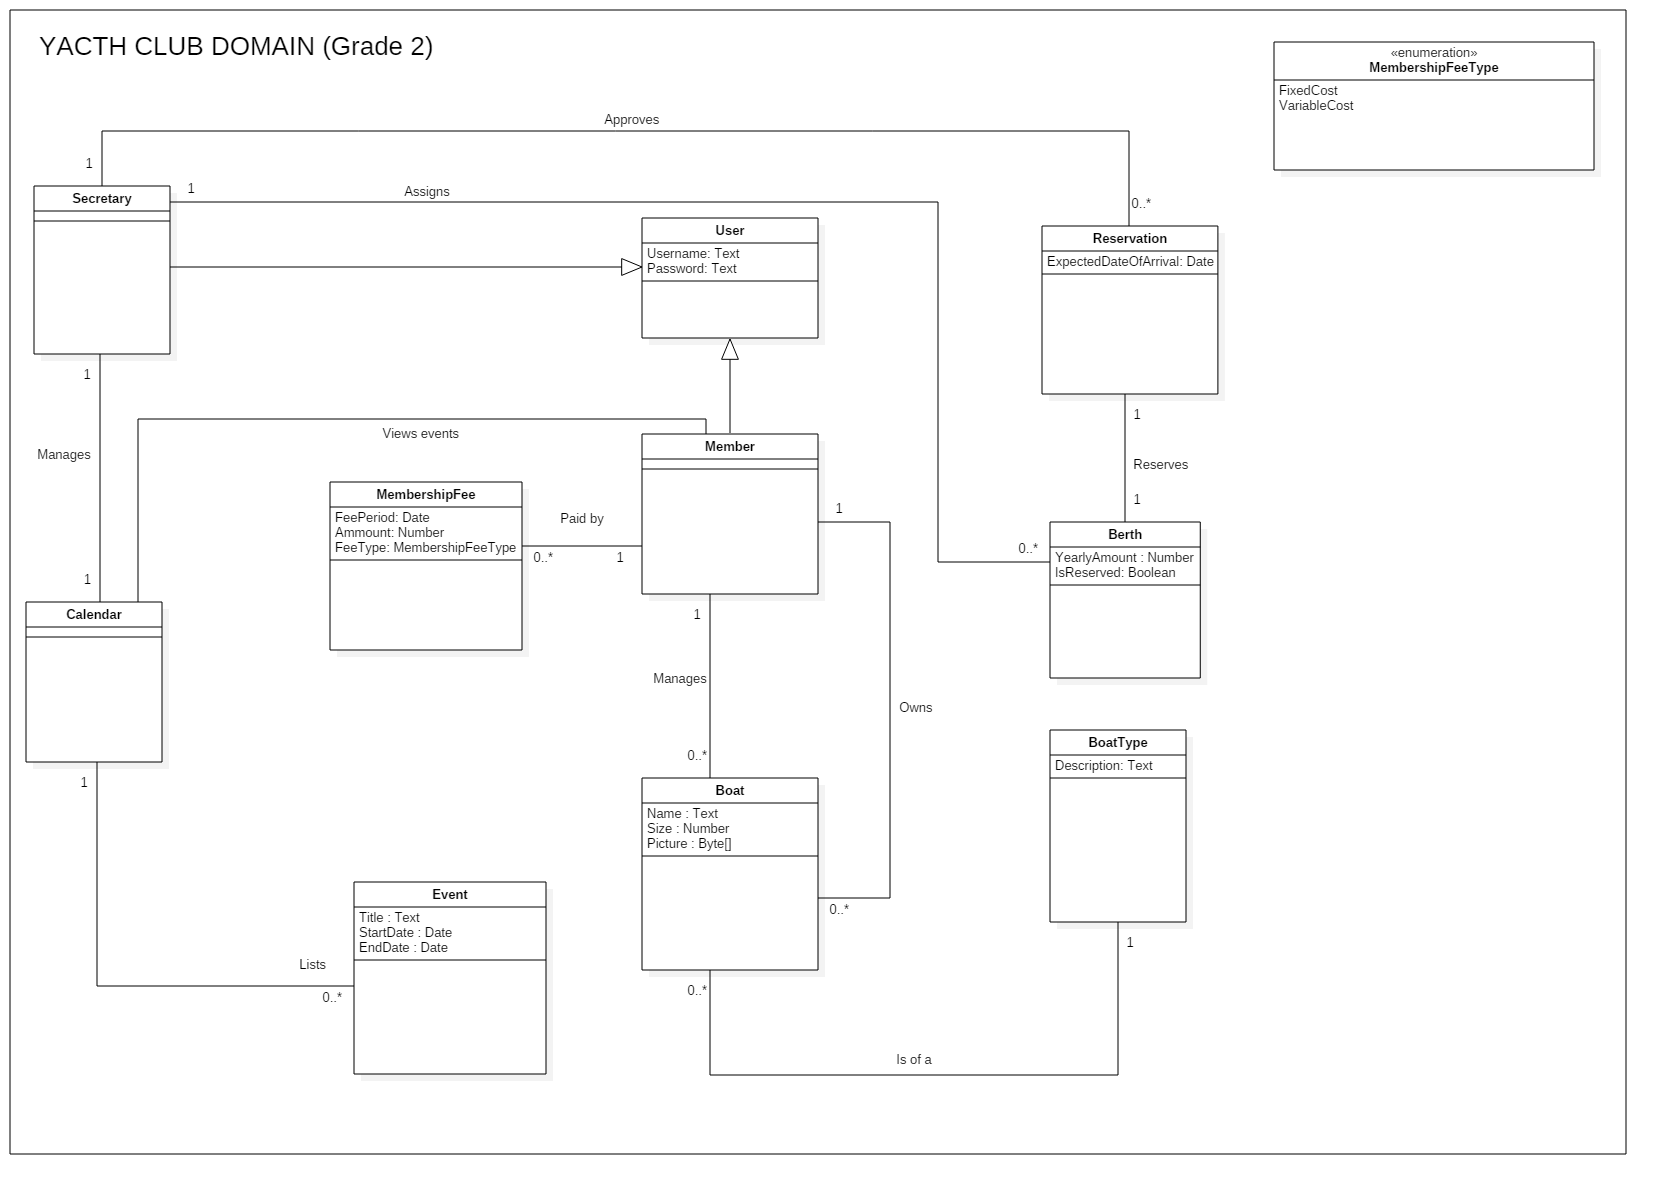 YACTH CLUB DOMAIN (Grade 2)
«enumeration»
MembershipFeeType
FixedCost
VariableCost
Approves
1
0..*
Secretary
1
Assigns
User
Username: Text
Password: Text
Reservation
ExpectedDateOfArrival: Date
1
Manages
1
Views events
Member
MembershipFee
FeePeriod: Date
Ammount: Number
FeeType: MembershipFeeType
Paid by
0..*
1
1
Reserves
1
0..*
Berth
YearlyAmount : Number
IsReserved: Boolean
Calendar
1
1
Manages
0..*
1
Owns
0..*
Boat
Name : Text
Size : Number
Picture : Byte[]
BoatType
Description: Text
Event
Title : Text
StartDate : Date
EndDate : Date
Lists
0..*
0..*
Is of a
1